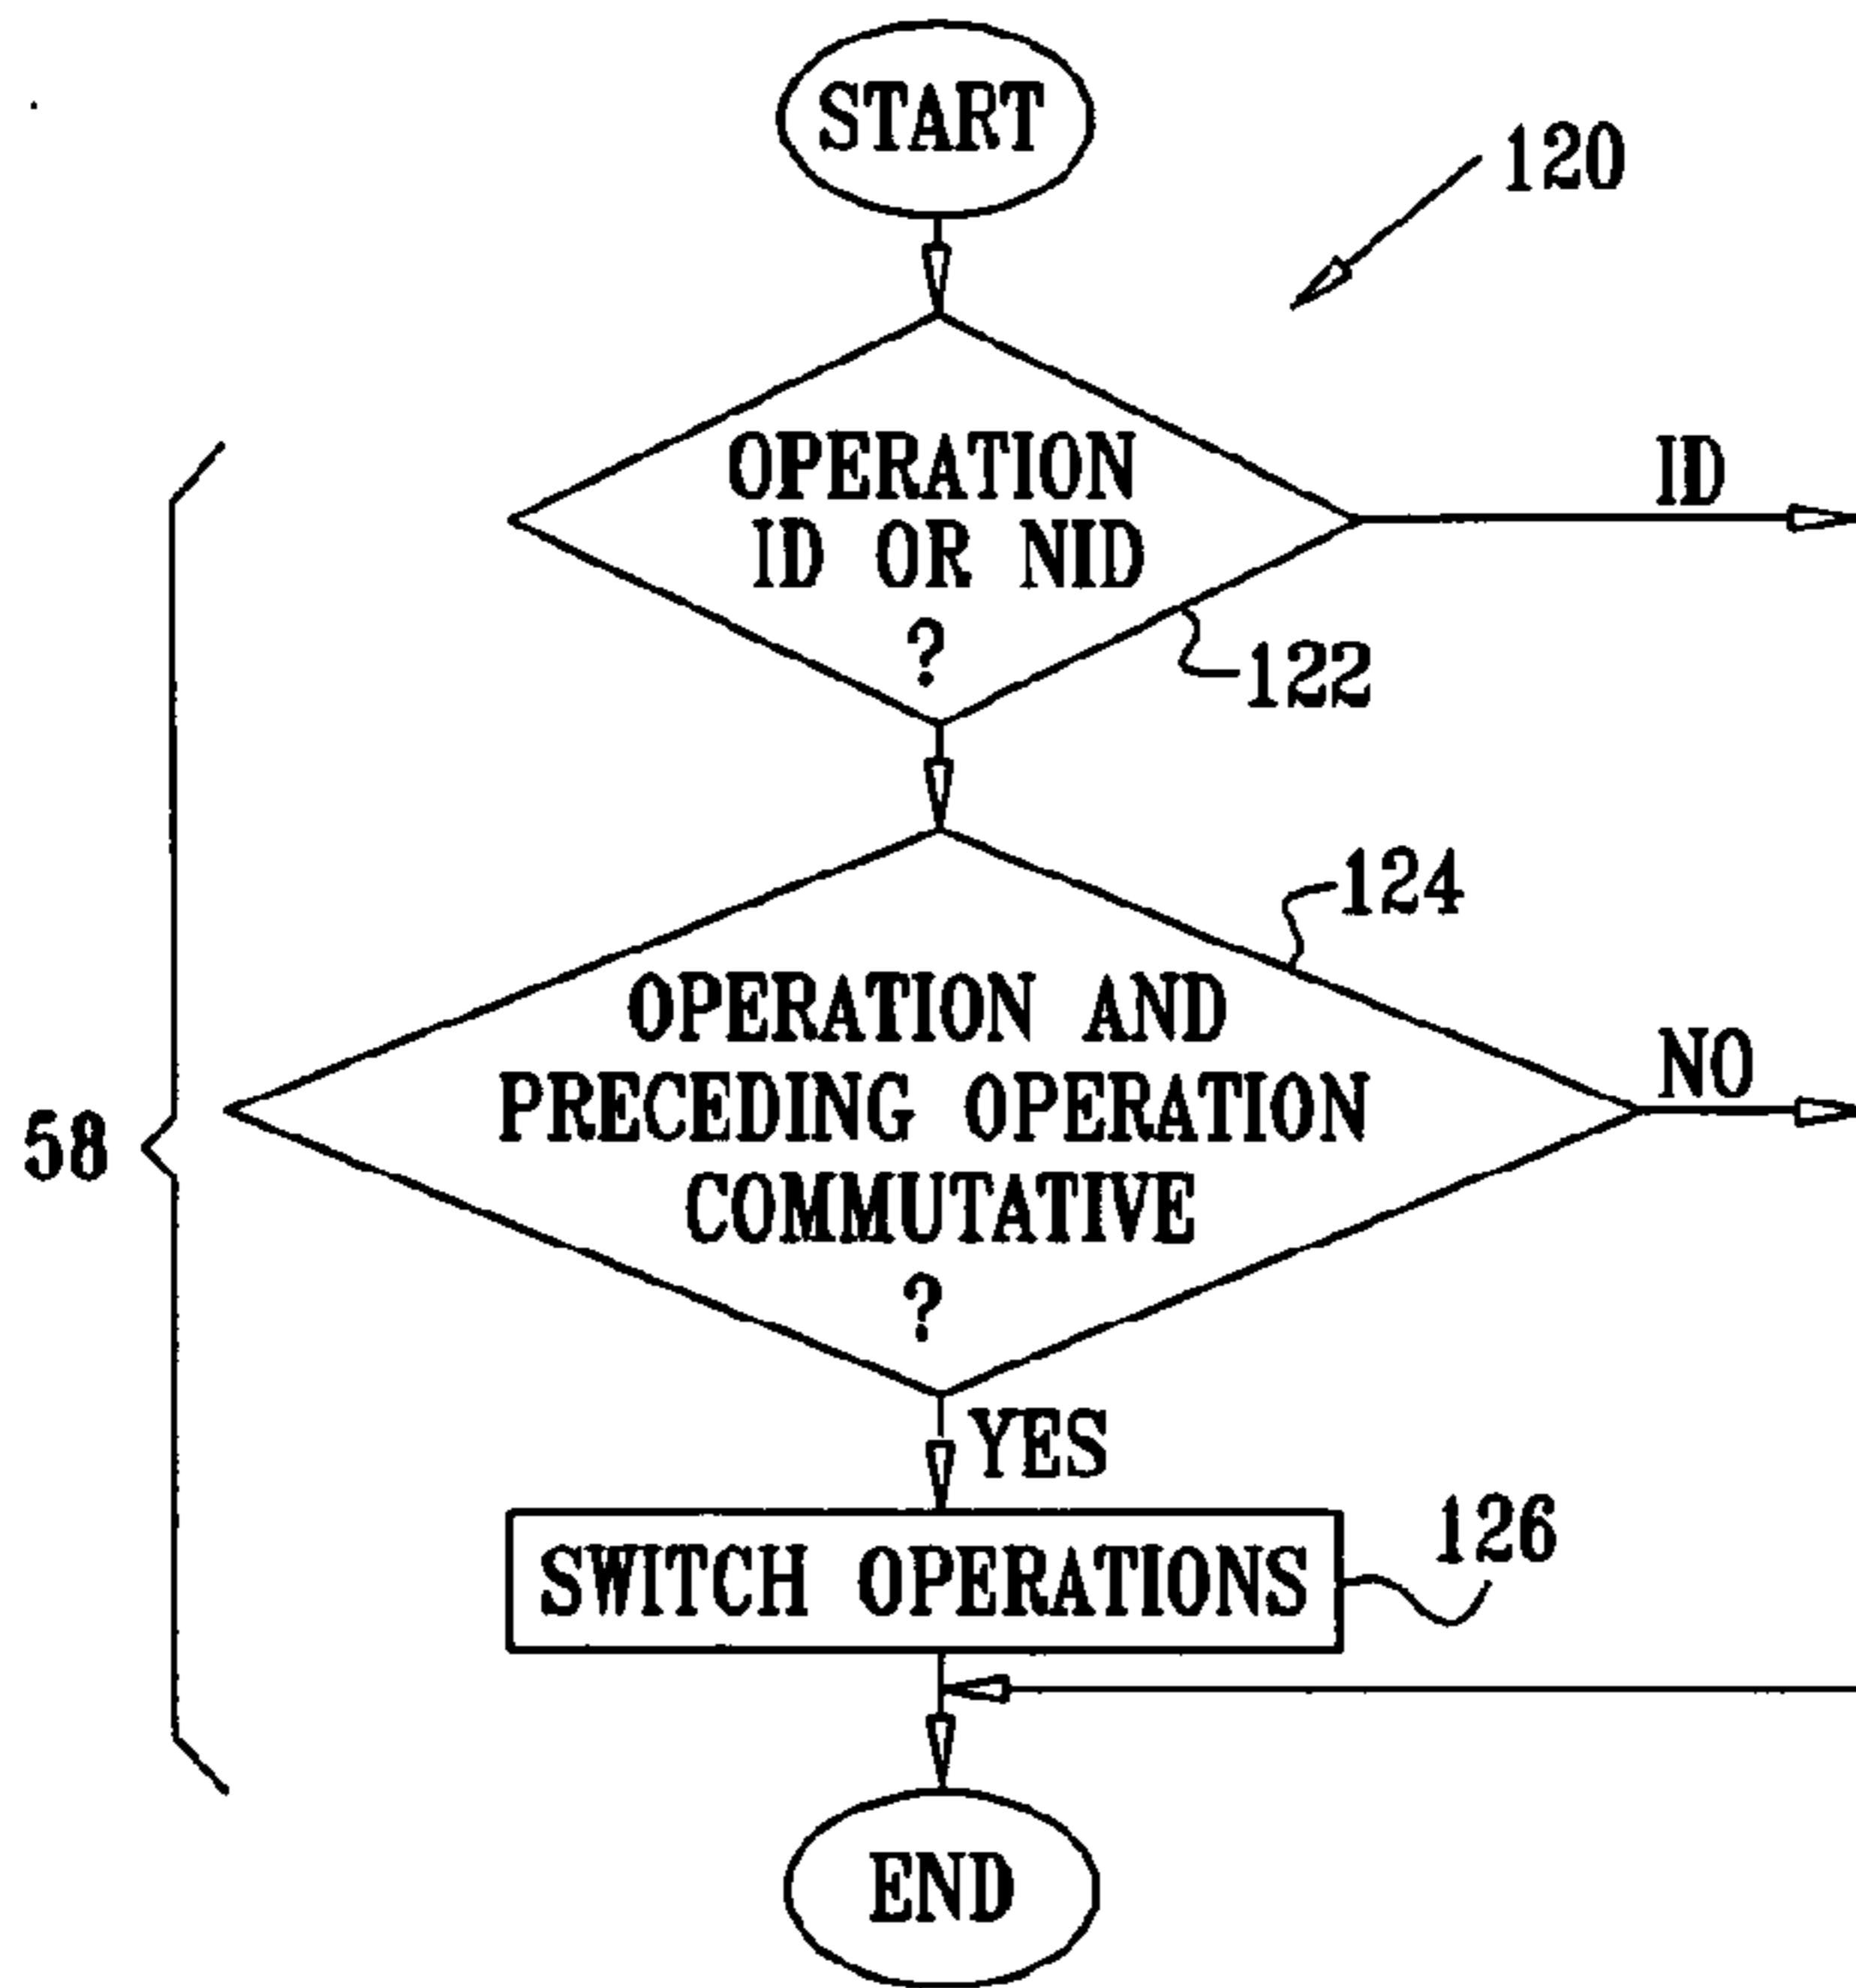 START
120
OPERATION
ID OR NID
?
ID
122
124
OPERATION AND
PRECEDING OPERATION
COMMUTATIVE
?
NO
58
YES
SWITCH OPERATIONS
126
END